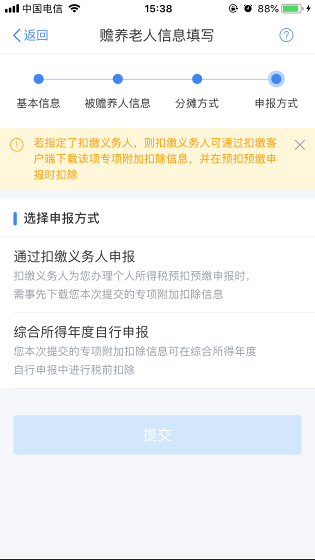 中国电信
15:38
88%
返回
赡养老人信息填写
基本信息
被赡养人信息
分摊方式
申报方式
若指定了扣缴义务人，则扣缴义务人可通过扣缴客
户端下载该项专项附加扣除信息，并在预扣预缴申
报时扣除
选择申报方式
通过扣缴义务人申报
扣缴义务人为您办理个人所得税预扣预缴申报时，
需事先下载您本次提交的专项附加扣除信息
综合所得年度自行申报
您本次提交的专项附加扣除信息可在综合所得年度
自行申报中进行税前扣除
提交